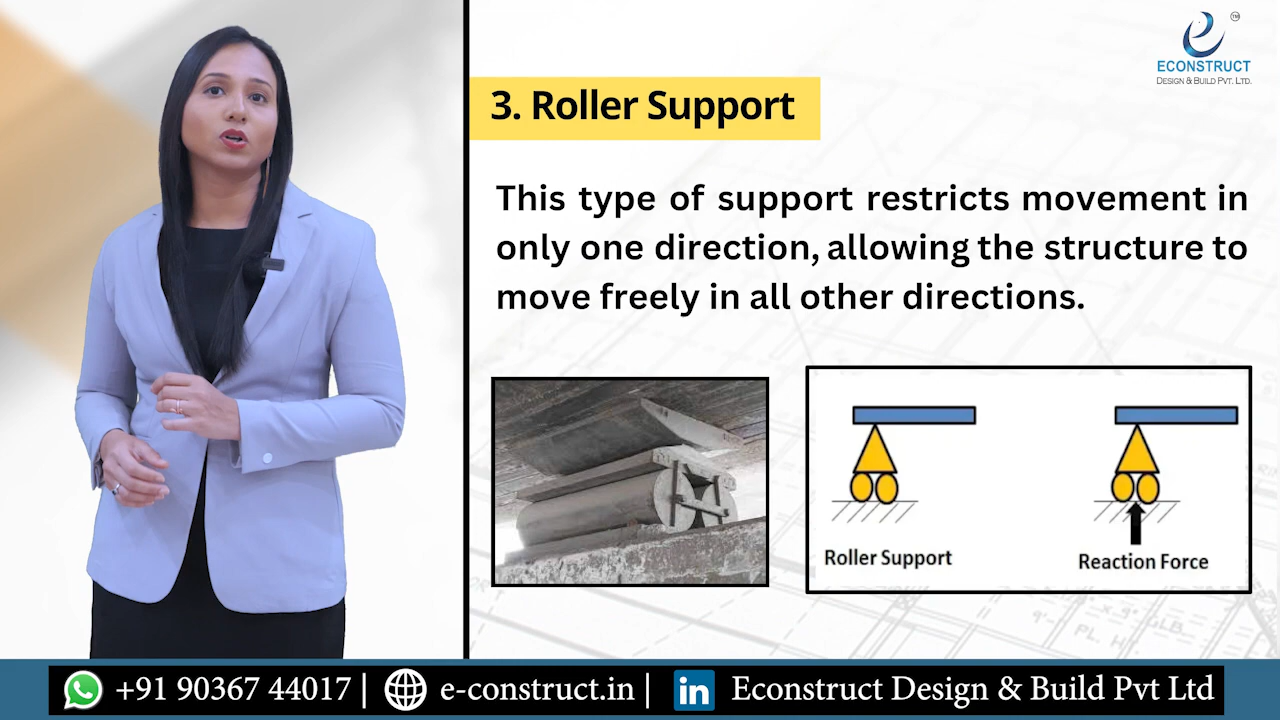 TM
ECONSTRUCT
DESIGN & BUILD PVT. LTD.
3. Roller Support
This type of support restricts movement in
only one direction, allowing the structure to
move freely in all other directions.
Roller Support
Reaction Force
+91 90367 44017 | e-construct.in | in Econstruct Design & Build Pvt Ltd